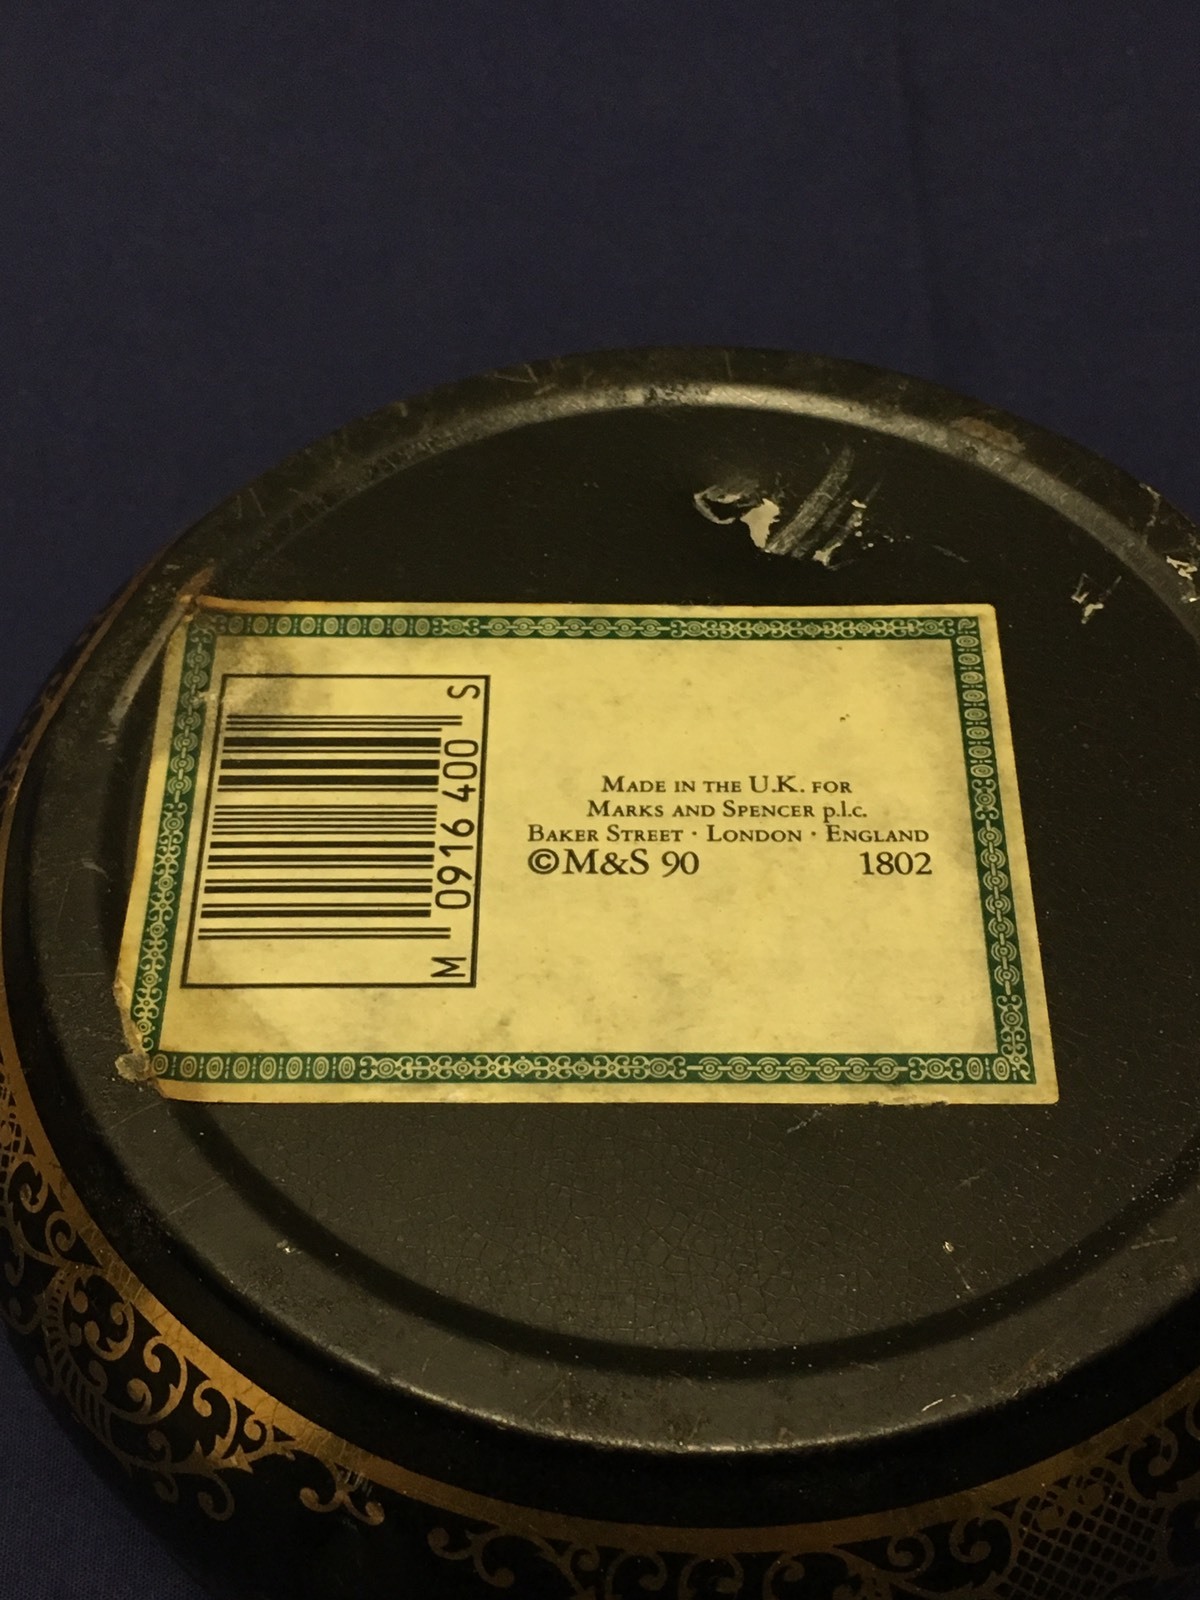 S
M 0916 400
MADE IN THE U.K. FOR
MARKS AND SPENCER p.l.c.
BAKER STREET · LONDON · ENGLAND
©M&S 90 1802